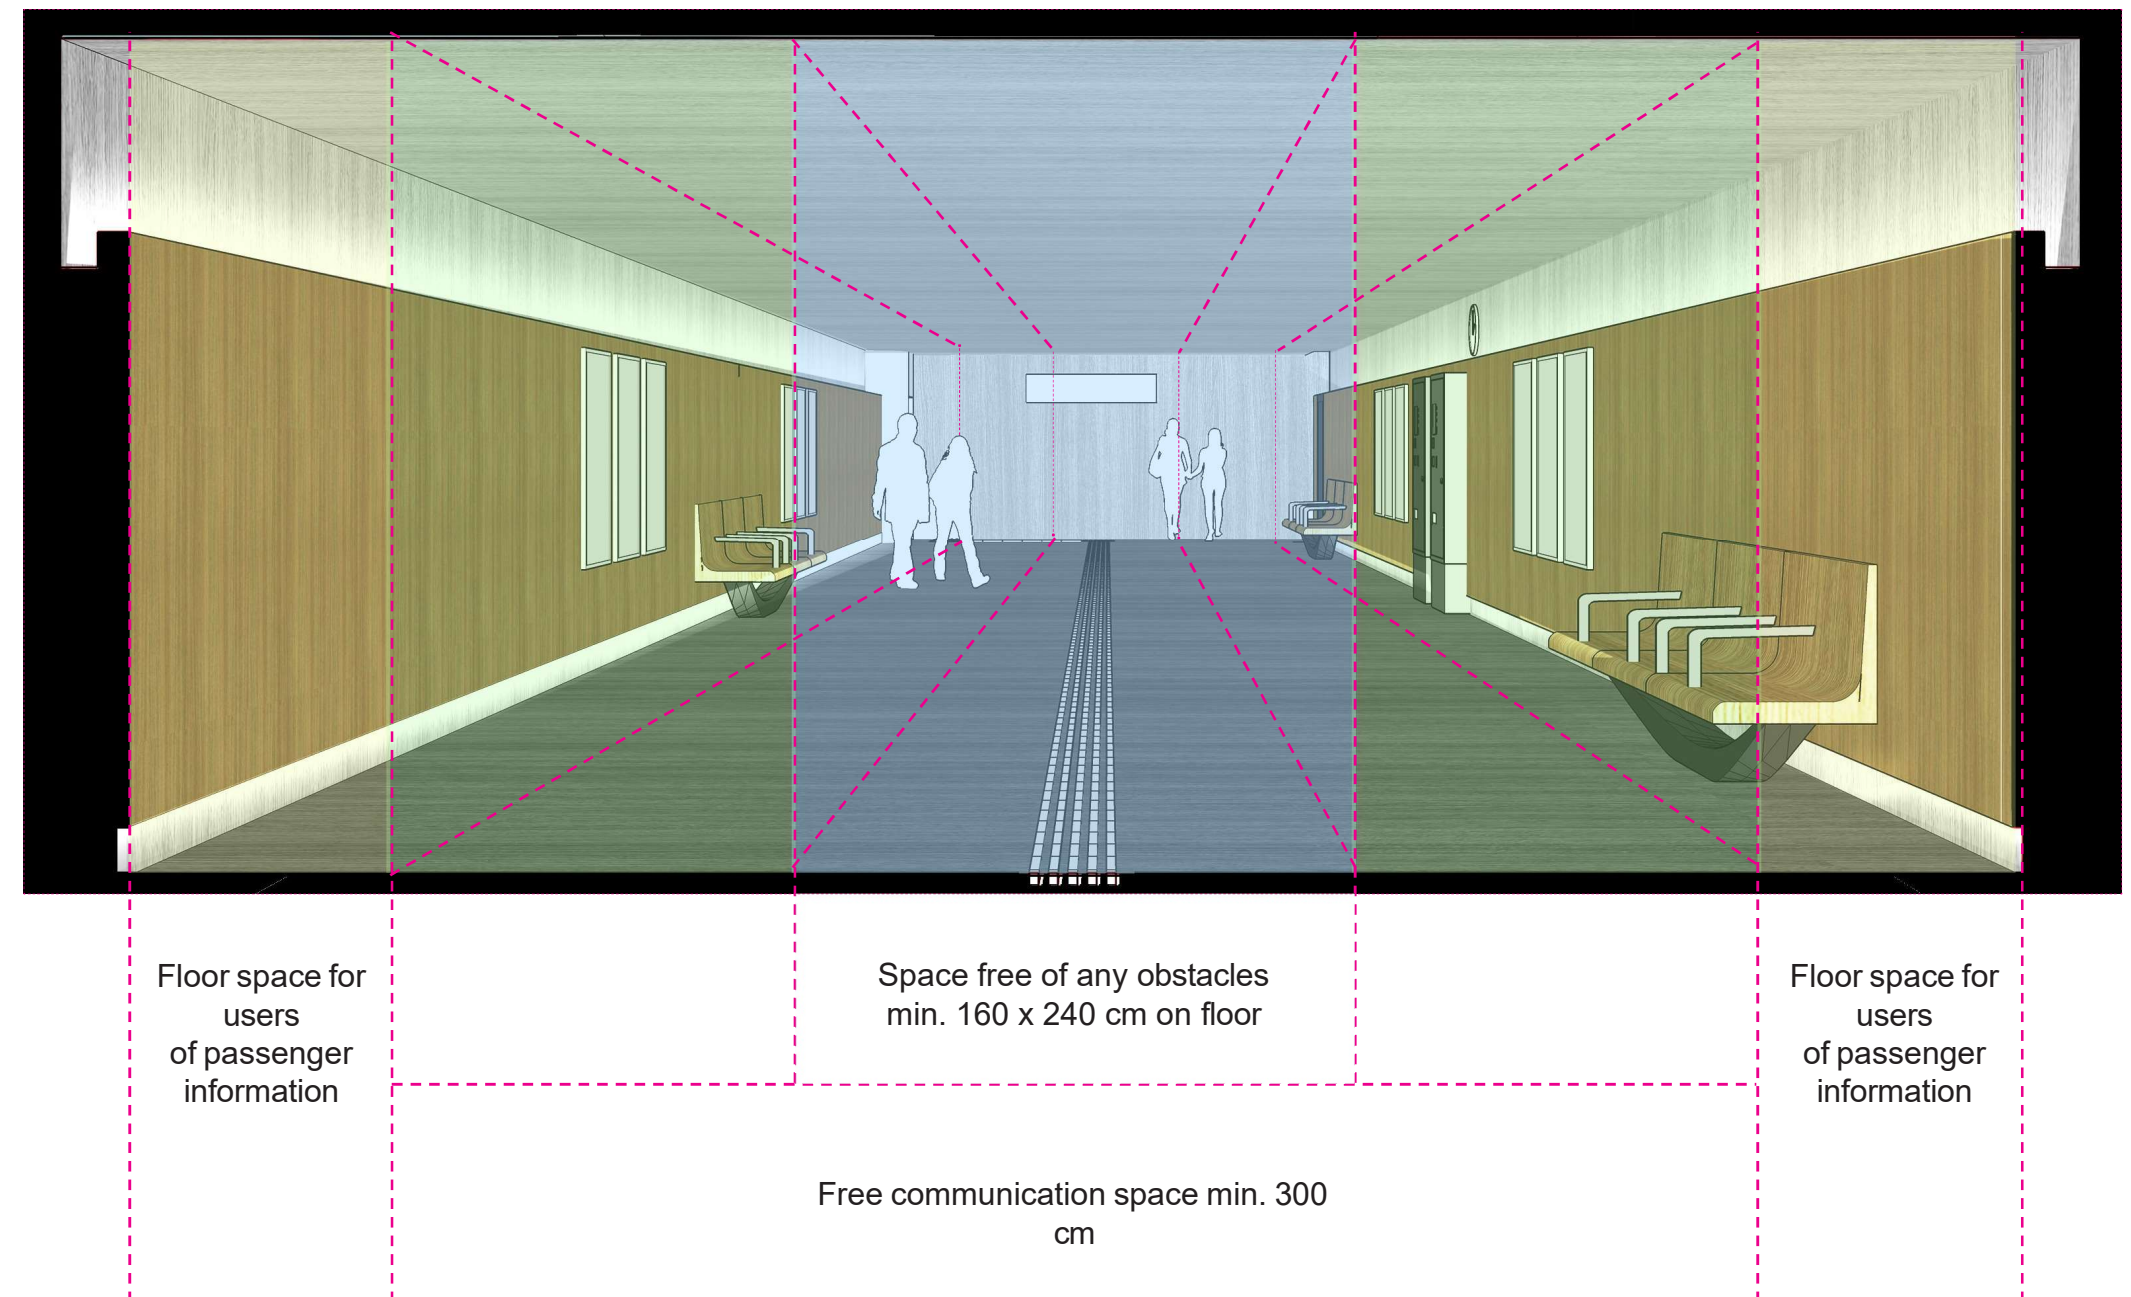 Floor space for
users
of passenger
information
Space free of any obstacles
min. 160 x 240 cm on floor
Floor space for
users
of passenger
information
Free communication space min. 300
cm